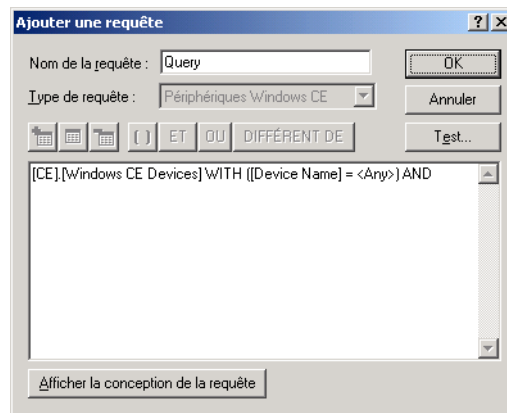 Ajouter une requête
Nom de la requête : Query OK
Type de requête : Périphériques Windows CE Annuler
( ) ET OU DIFFÉRENT DE Test...
[CE].[Windows CE Devices] WITH ([Device Name] = <Any>) AND
Afficher la conception de la requête